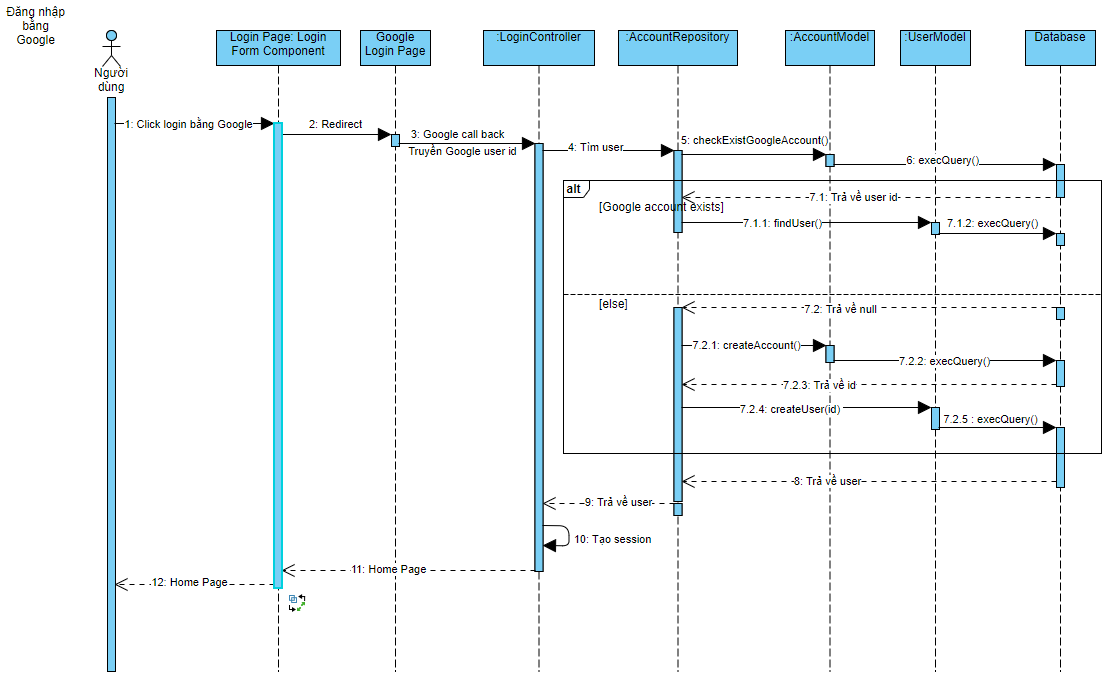 Đăng nhập
bằng
Google
Người
dùng
Login Page: Login
Form Component
Google
Login Page
:LoginController
:AccountRepository
:AccountModel
:UserModel
Database
1: Click login bằng Google
2: Redirect
3: Google call back
Truyền Google user id
4: Tìm user
5: checkExistGoogleAccount()
6: execQuery()
alt
7.1: Trả về user id
[Google account exists]
7.1.1: findUser()
7.1.2: execQuery()
[else]
7.2: Trả về null
7.2.1: createAccount()
7.2.2: execQuery()
7.2.3: Trả về id
7.2.4: createUser(id)
7.2.5 : execQuery()
8: Trả về user
9: Trả về user
10: Tạo session
11: Home Page
12: Home Page